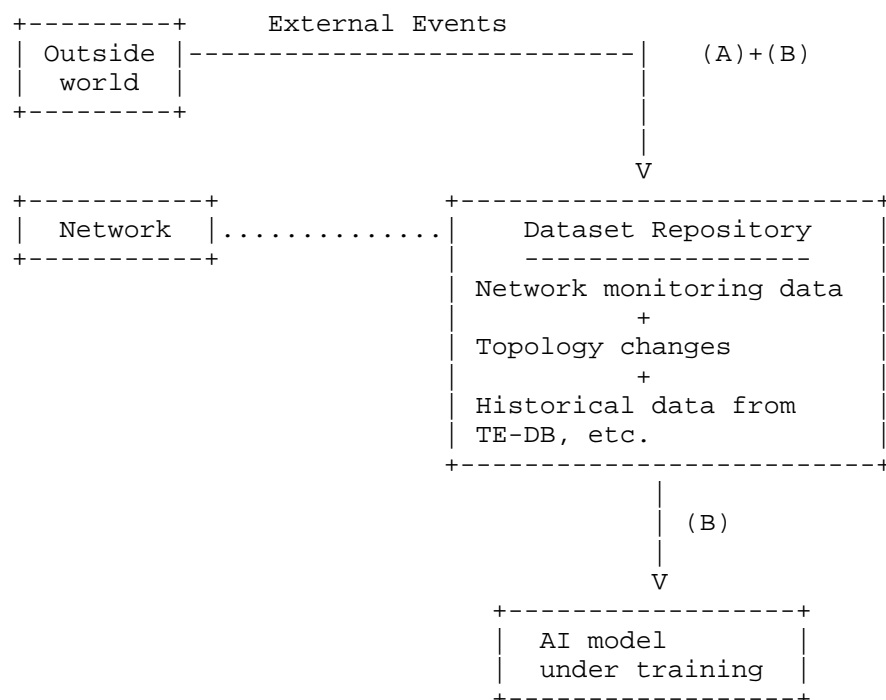 External Events
Outside world
(A)+(B)
V
Network
Dataset Repository
Network monitoring data
+
Topology changes
+
Historical data from
TE-DB, etc.
(B)
V
AI model
under training